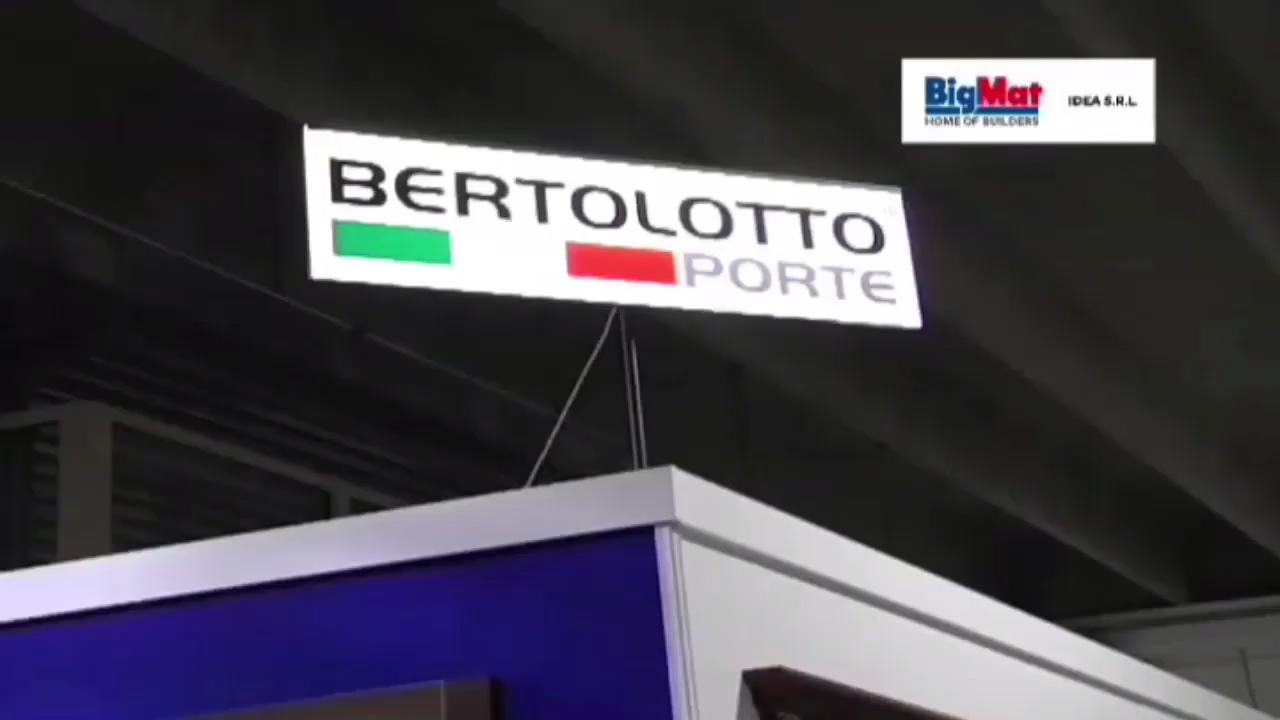 BigMat
HOME OF BUILDERS
IDEA S.R.L
BERTOLOTTO
PORTE